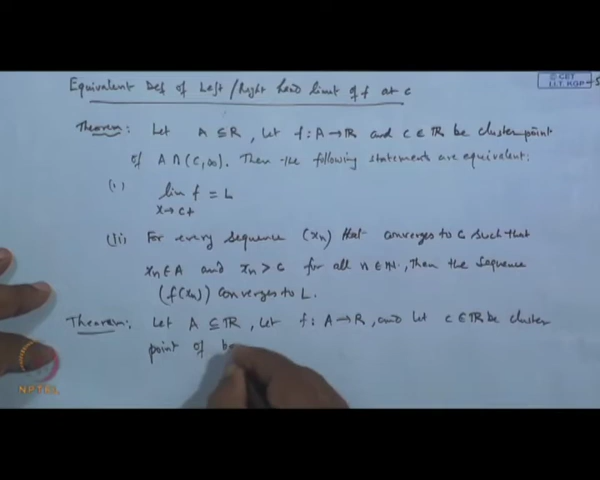 Equivalent Def of Left/Right hand limit of f at c
© CET
I.I.T. KGP
Theorem: Let A ⊆ R, Let f: A → R and c ∈ R be cluster point
of A ∩ (c, ∞). Then the following statements are equivalent:
(i) lim f = L
x → c+
(ii) For every sequence (xn) that converges to c such that
xn ∈ A and xn > c for all n ∈ N, then the sequence
(f(xn)) converges to L.
Theorem: Let A ⊆ R, Let f: A → R, and let c ∈ R be cluster
point of bo
NPTEL